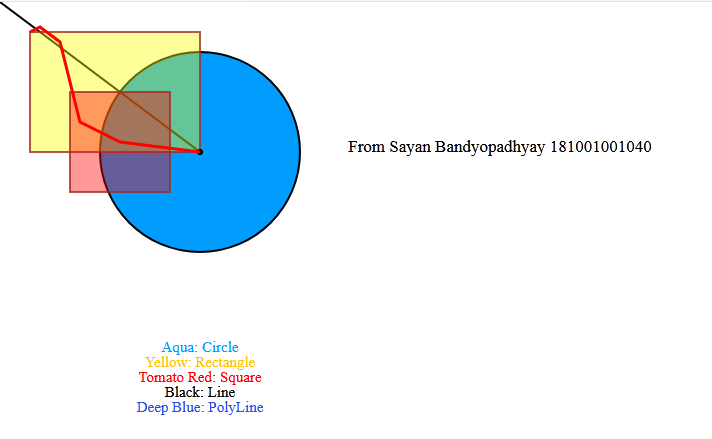 From Sayan Bandyopadhyay 181001001040
Aqua: Circle
Yellow: Rectangle
Tomato Red: Square
Black: Line
Deep Blue: PolyLine